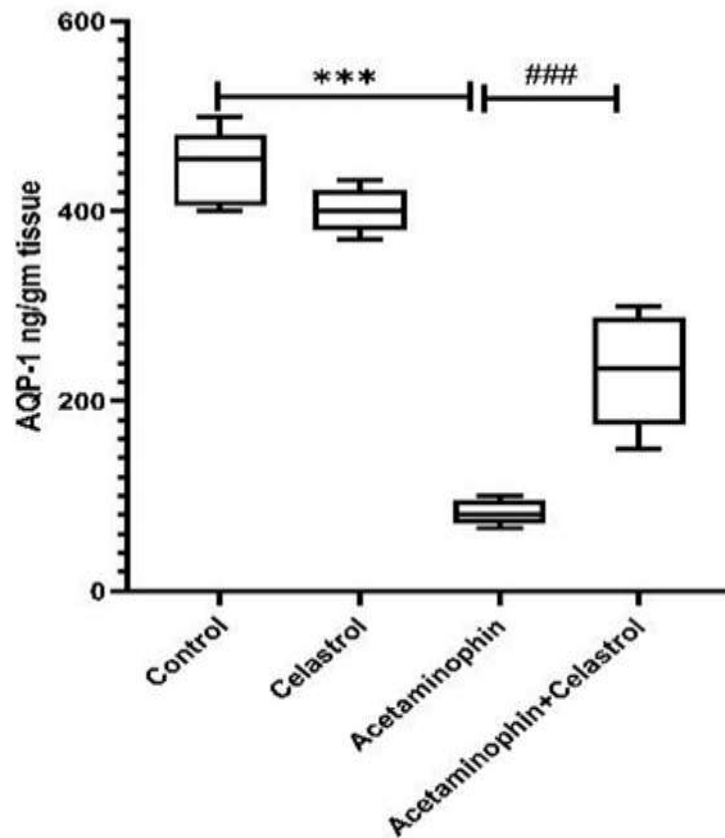 600
*** ###
400
200
0
AQP-1 ng/gm tissue
Control
Celastrol
Acetaminophin
Acetaminophin+Celastrol